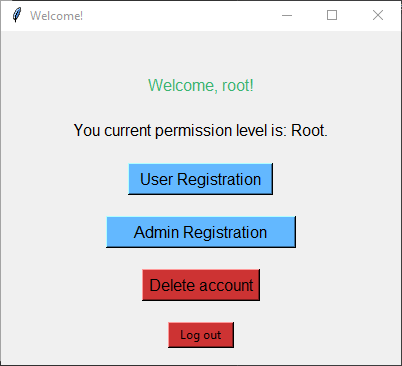 Welcome!
Welcome, root!
You current permission level is: Root.
User Registration
Admin Registration
Delete account
Log out